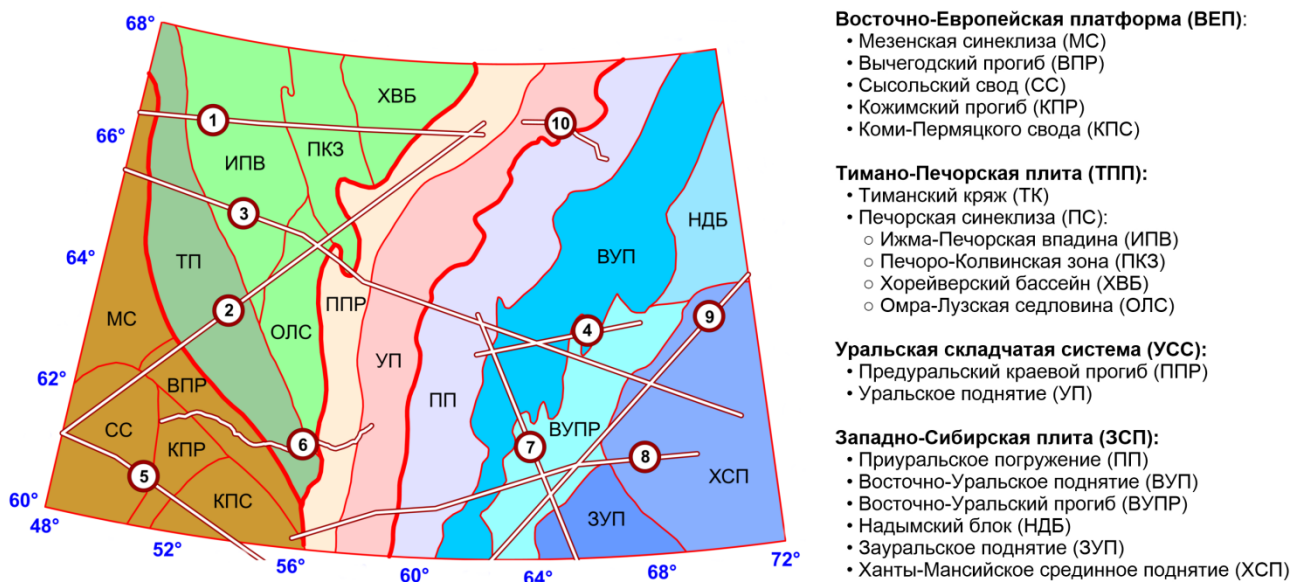 68°
66°
64°
62°
60°
48°
52°
56°
60°
64°
68°
72°
ХВБ
1
10
ПКЗ
ИПВ
3
НДБ
ТП
ВУП
ППР
2
9
4
МС
ОЛС
УП
ВПР
ПП
СС
6
ВУПР
КПР
7
8
5
ХСП
КПС
ЗУП
Восточно-Европейская платформа (ВЕП):
• Мезенская синеклиза (МС)
• Вычегодский прогиб (ВПР)
• Сысольский свод (СС)
• Кожимский прогиб (КПР)
• Коми-Пермяцкого свода (КПС)
Тимано-Печорская плита (ТПП):
• Тиманский кряж (ТК)
• Печорская синеклиза (ПС):
○ Ижма-Печорская впадина (ИПВ)
○ Печоро-Колвинская зона (ПКЗ)
○ Хорейверский бассейн (ХВБ)
○ Омра-Лузская седловина (ОЛС)
Уральская складчатая система (УСС):
• Предуральский краевой прогиб (ППР)
• Уральское поднятие (УП)
Западно-Сибирская плита (ЗСП):
• Приуральское погружение (ПП)
• Восточно-Уральское поднятие (ВУП)
• Восточно-Уральский прогиб (ВУПР)
• Надымский блок (НДБ)
• Зауральское поднятие (ЗУП)
• Ханты-Мансийское срединное поднятие (ХСП)